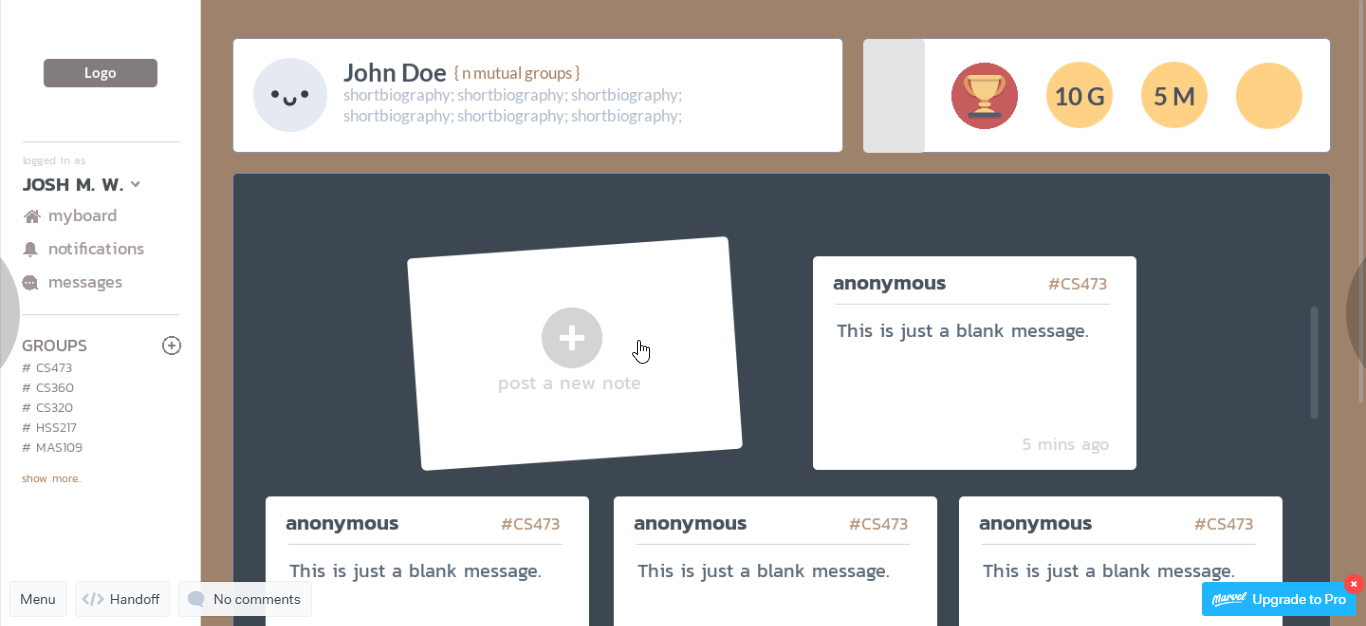 Logo
logged in as
JOSH M. W.
myboard
notifications
messages
GROUPS
# CS473
# CS360
# CS320
# HSS217
# MAS109
show more..
John Doe { n mutual groups }
shortbiography; shortbiography; shortbiography;
shortbiography; shortbiography; shortbiography;
10 G
5 M
post a new note
anonymous #CS473
This is just a blank message.
5 mins ago
anonymous #CS473
This is just a blank message.
anonymous #CS473
This is just a blank message.
anonymous #CS473
This is just a blank message.
Menu
</> Handoff
No comments
Marvel Upgrade to Pro